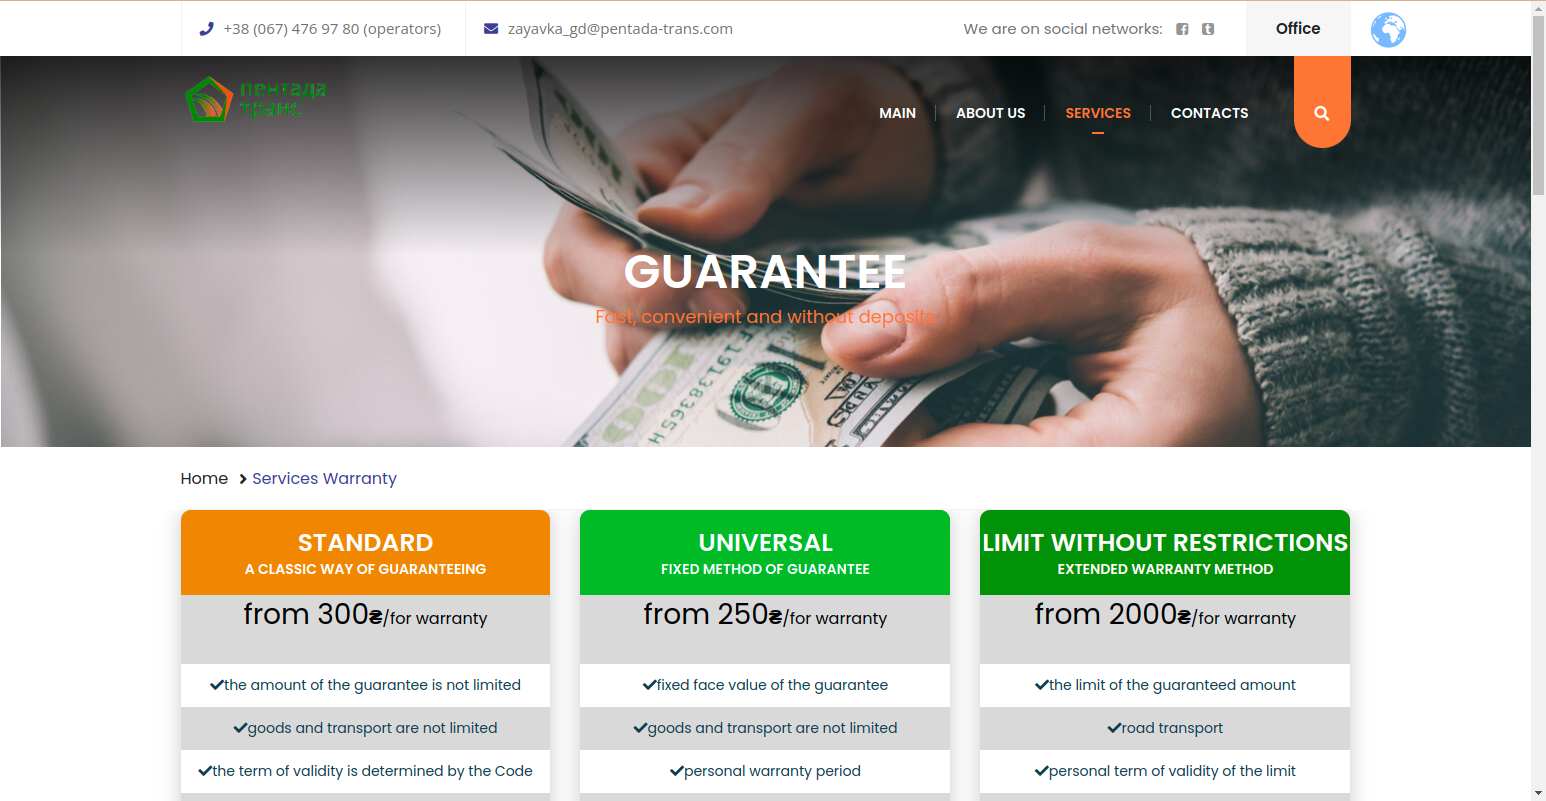 +38 (067) 476 97 80 (operators)
zayavka_gd@pentada-trans.com
We are on social networks:
Office
пентада
транс
MAIN
ABOUT US
SERVICES
CONTACTS
GUARANTEE
Fast, convenient and without deposits
Home
Services Warranty
STANDARD
A CLASSIC WAY OF GUARANTEEING
from 300₴/for warranty
the amount of the guarantee is not limited
goods and transport are not limited
the term of validity is determined by the Code
UNIVERSAL
FIXED METHOD OF GUARANTEE
from 250₴/for warranty
fixed face value of the guarantee
goods and transport are not limited
personal warranty period
LIMIT WITHOUT RESTRICTIONS
EXTENDED WARRANTY METHOD
from 2000₴/for warranty
the limit of the guaranteed amount
road transport
personal term of validity of the limit